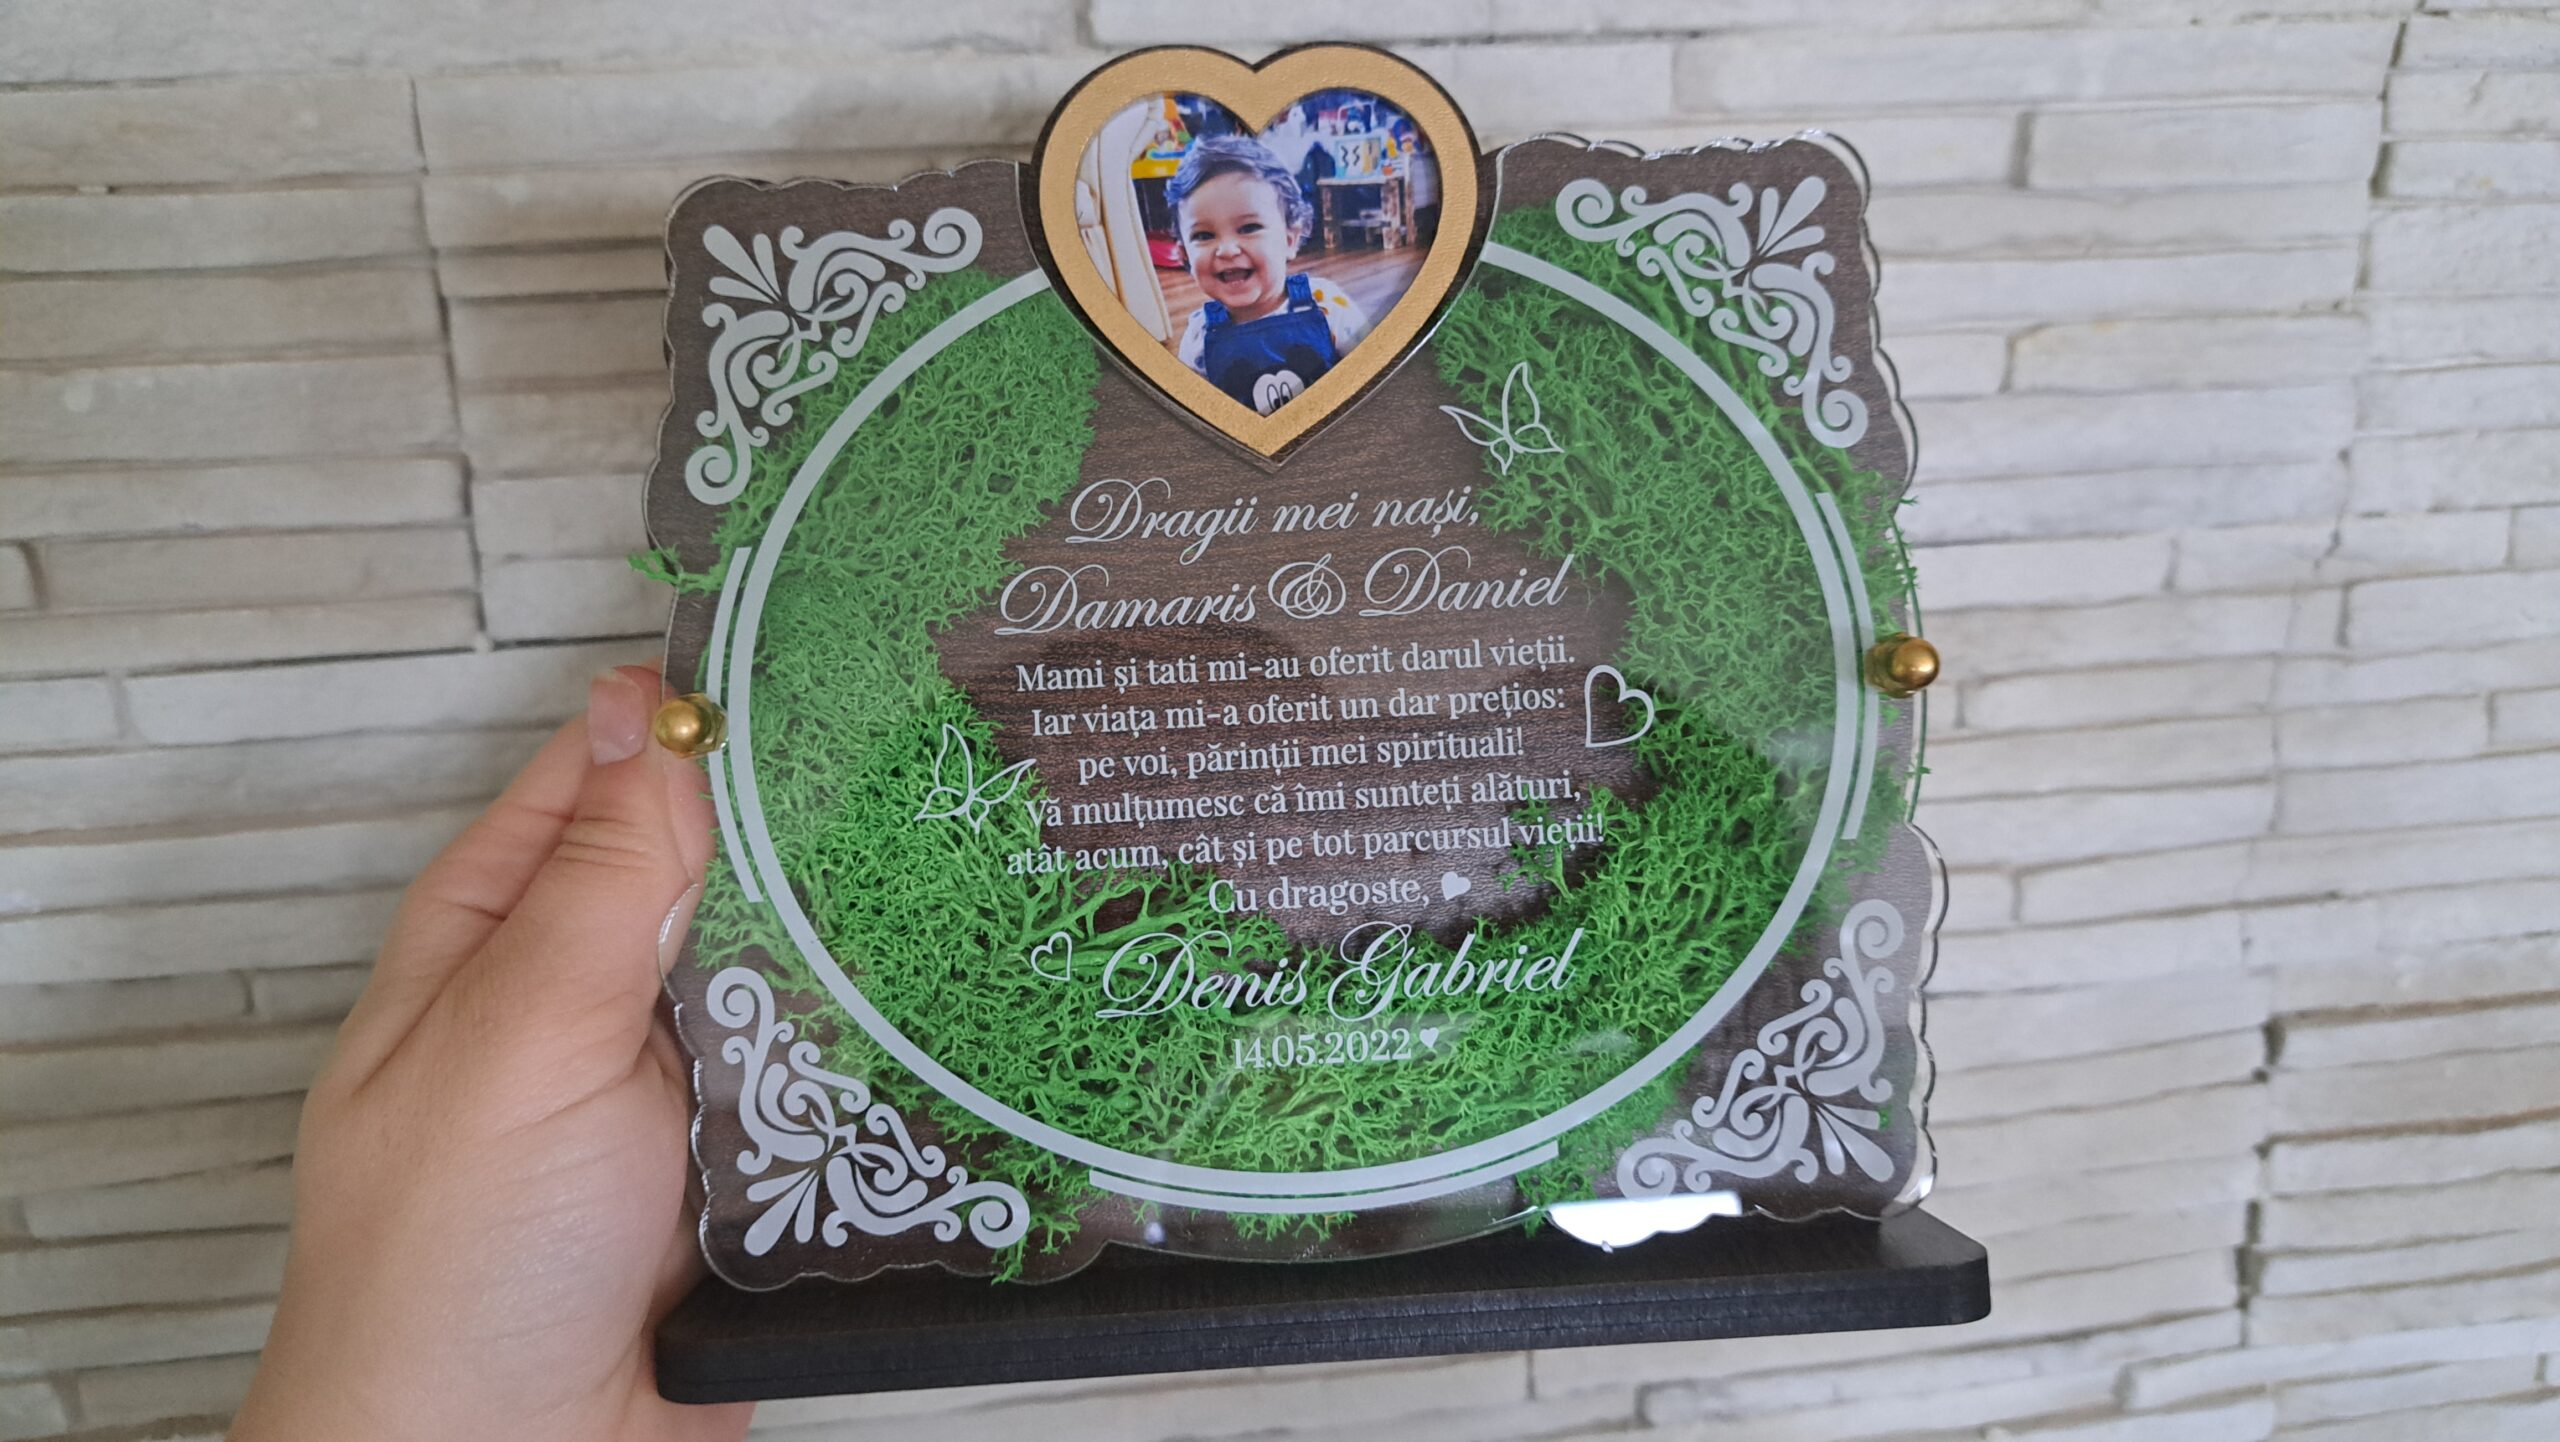 Dragii mei nași,
Damaris & Daniel
Mami și tati mi-au oferit darul vieții.
Iar viața mi-a oferit un dar prețios:
pe voi, părinții mei spirituali!
Vă mulțumesc că îmi sunteți alături,
atât acum, cât și pe tot parcursul vieții!
Cu dragoste,
Denis Gabriel
14.05.2022